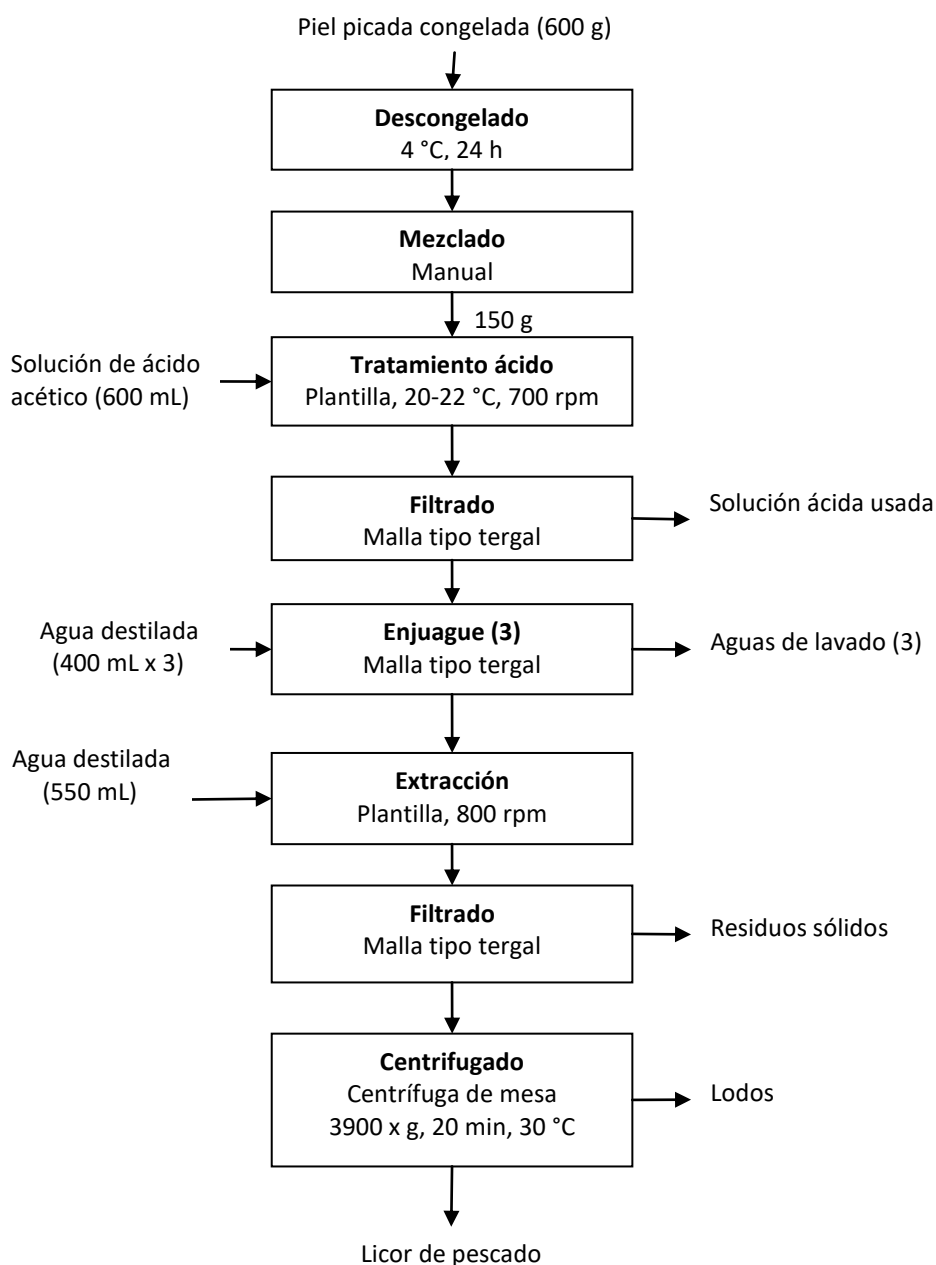 Piel picada congelada (600 g)
Descongelado
4 °C, 24 h
Mezclado
Manual
150 g
Solución de ácido
acético (600 mL)
Tratamiento ácido
Plantilla, 20-22 °C, 700 rpm
Filtrado
Malla tipo tergal
Solución ácida usada
Agua destilada
(400 mL x 3)
Enjuague (3)
Malla tipo tergal
Aguas de lavado (3)
Agua destilada
(550 mL)
Extracción
Plantilla, 800 rpm
Filtrado
Malla tipo tergal
Residuos sólidos
Centrifugado
Centrífuga de mesa
3900 x g, 20 min, 30 °C
Lodos
Licor de pescado